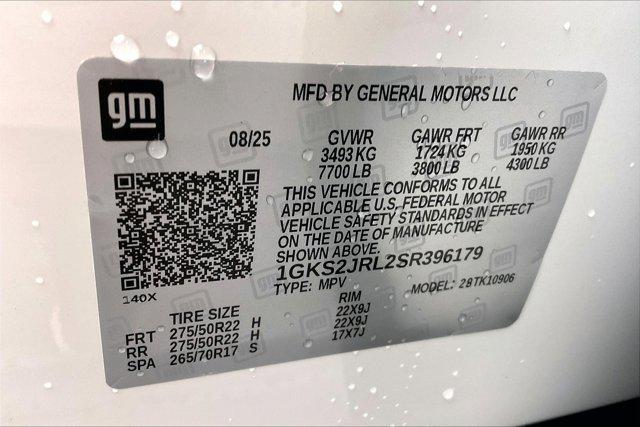 gm
MFD BY GENERAL MOTORS LLC
08/25 GVWR GAWR FRT GAWR RR
3493 KG 1724 KG 1950 KG
7700 LB 3800 LB 4300 LB
THIS VEHICLE CONFORMS TO ALL
APPLICABLE U.S. FEDERAL MOTOR
VEHICLE SAFETY STANDARDS IN EFFECT
ON THE DATE OF MANUFACTURE
SHOWN ABOVE.
1GKS2JRL2SR396179
TYPE: MPV MODEL: 28TK10906
140X
TIRE SIZE RIM
FRT 275/50R22 H 22X9J
RR 275/50R22 H 22X9J
SPA 265/70R17 S 17X7J